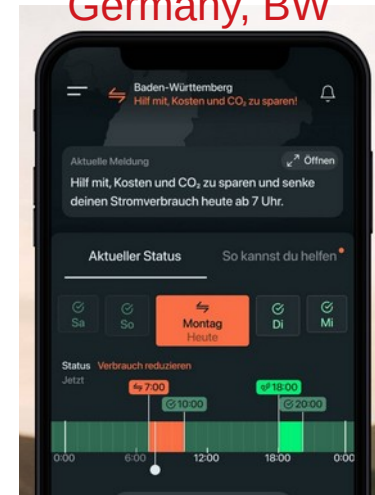 Germany, BW
Baden-Württemberg
Hilf mit, Kosten und CO₂ zu sparen!
Aktuelle Meldung
Öffnen
Hilf mit, Kosten und CO₂ zu sparen und senke
deinen Stromverbrauch heute ab 7 Uhr.
Aktueller Status
So kannst du helfen
Sa
So
Montag
Heute
Di
Mi
Status Verbrauch reduzieren
Jetzt
7:00
18:00
10:00
20:00
0:00
6:00
12:00
18:00
0:00